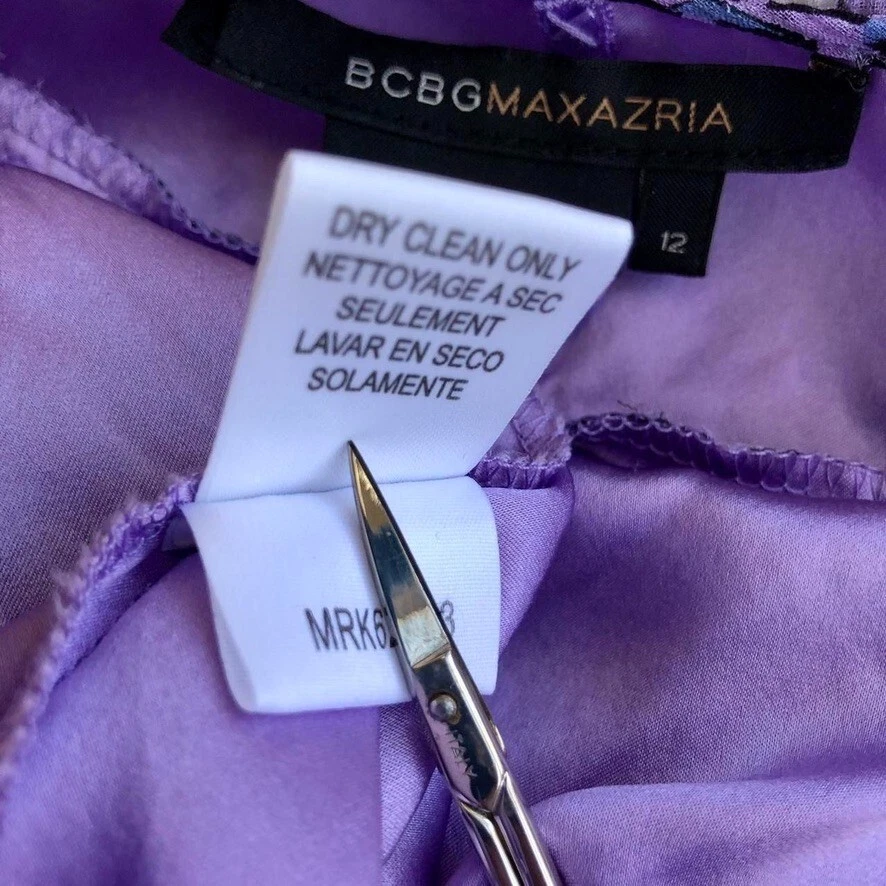 BCBGMAXAZRIA
12
DRY CLEAN ONLY
NETTOYAGE A SEC
SEULEMENT
LAVAR EN SECO
SOLAMENTE